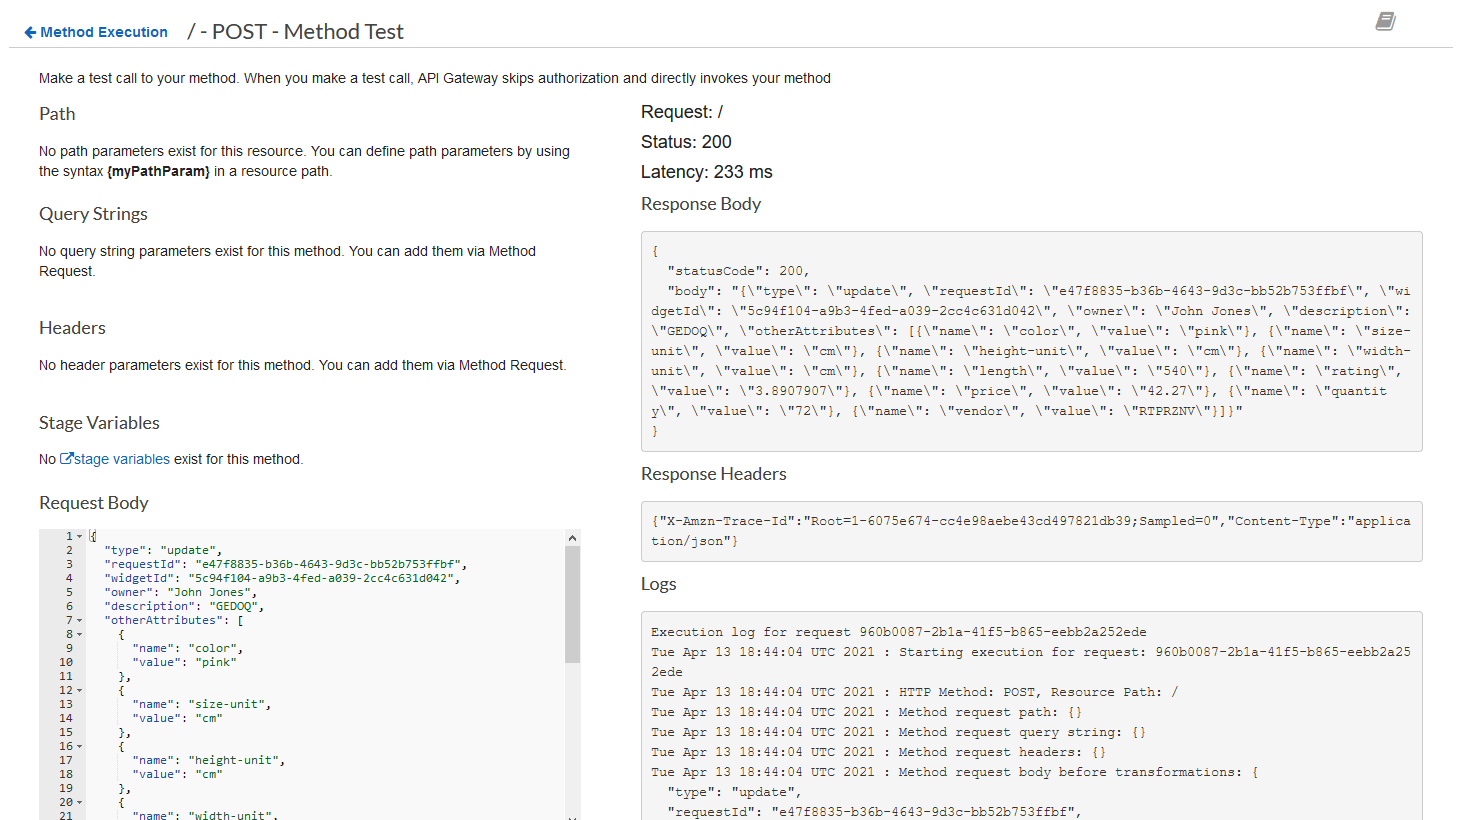 Method Execution / - POST - Method Test
Make a test call to your method. When you make a test call, API Gateway skips authorization and directly invokes your method
Path
No path parameters exist for this resource. You can define path parameters by using
the syntax {myPathParam} in a resource path.
Query Strings
No query string parameters exist for this method. You can add them via Method
Request.
Headers
No header parameters exist for this method. You can add them via Method Request.
Stage Variables
No stage variables exist for this method.
Request Body
1 {
2 "type": "update",
3 "requestId": "e47f8835-b36b-4643-9d3c-bb52b753ffbf",
4 "widgetId": "5c94f104-a9b3-4fed-a039-2cc4c631d042",
5 "owner": "John Jones",
6 "description": "GEDOQ",
7 "otherAttributes": [
8 {
9 "name": "color",
10 "value": "pink"
11 },
12 {
13 "name": "size-unit",
14 "value": "cm"
15 },
16 {
17 "name": "height-unit",
18 "value": "cm"
19 },
20 {
21 "name": "width-unit",
Request: /
Status: 200
Latency: 233 ms
Response Body
{
"statusCode": 200,
"body": "{\"type\": \"update\", \"requestId\": \"e47f8835-b36b-4643-9d3c-bb52b753ffbf\", \"wi
dgetId\": \"5c94f104-a9b3-4fed-a039-2cc4c631d042\", \"owner\": \"John Jones\", \"description\":
\"GEDOQ\", \"otherAttributes\": [{\"name\": \"color\", \"value\": \"pink\"}, {\"name\": \"size-
unit\", \"value\": \"cm\"}, {\"name\": \"height-unit\", \"value\": \"cm\"}, {\"name\": \"width-
unit\", \"value\": \"cm\"}, {\"name\": \"length\", \"value\": \"540\"}, {\"name\": \"rating\",
\"value\": \"3.8907907\"}, {\"name\": \"price\", \"value\": \"42.27\"}, {\"name\": \"quantit
y\", \"value\": \"72\"}, {\"name\": \"vendor\", \"value\": \"RTPRZNV\"}]}"
}
Response Headers
{"X-Amzn-Trace-Id":"Root=1-6075e674-cc4e98aebe43cd497821db39;Sampled=0","Content-Type":"applica
tion/json"}
Logs
Execution log for request 960b0087-2b1a-41f5-b865-eebb2a252ede
Tue Apr 13 18:44:04 UTC 2021 : Starting execution for request: 960b0087-2b1a-41f5-b865-eebb2a25
2ede
Tue Apr 13 18:44:04 UTC 2021 : HTTP Method: POST, Resource Path: /
Tue Apr 13 18:44:04 UTC 2021 : Method request path: {}
Tue Apr 13 18:44:04 UTC 2021 : Method request query string: {}
Tue Apr 13 18:44:04 UTC 2021 : Method request headers: {}
Tue Apr 13 18:44:04 UTC 2021 : Method request body before transformations: {
"type": "update",
"requestId": "e47f8835-b36b-4643-9d3c-bb52b753ffbf",